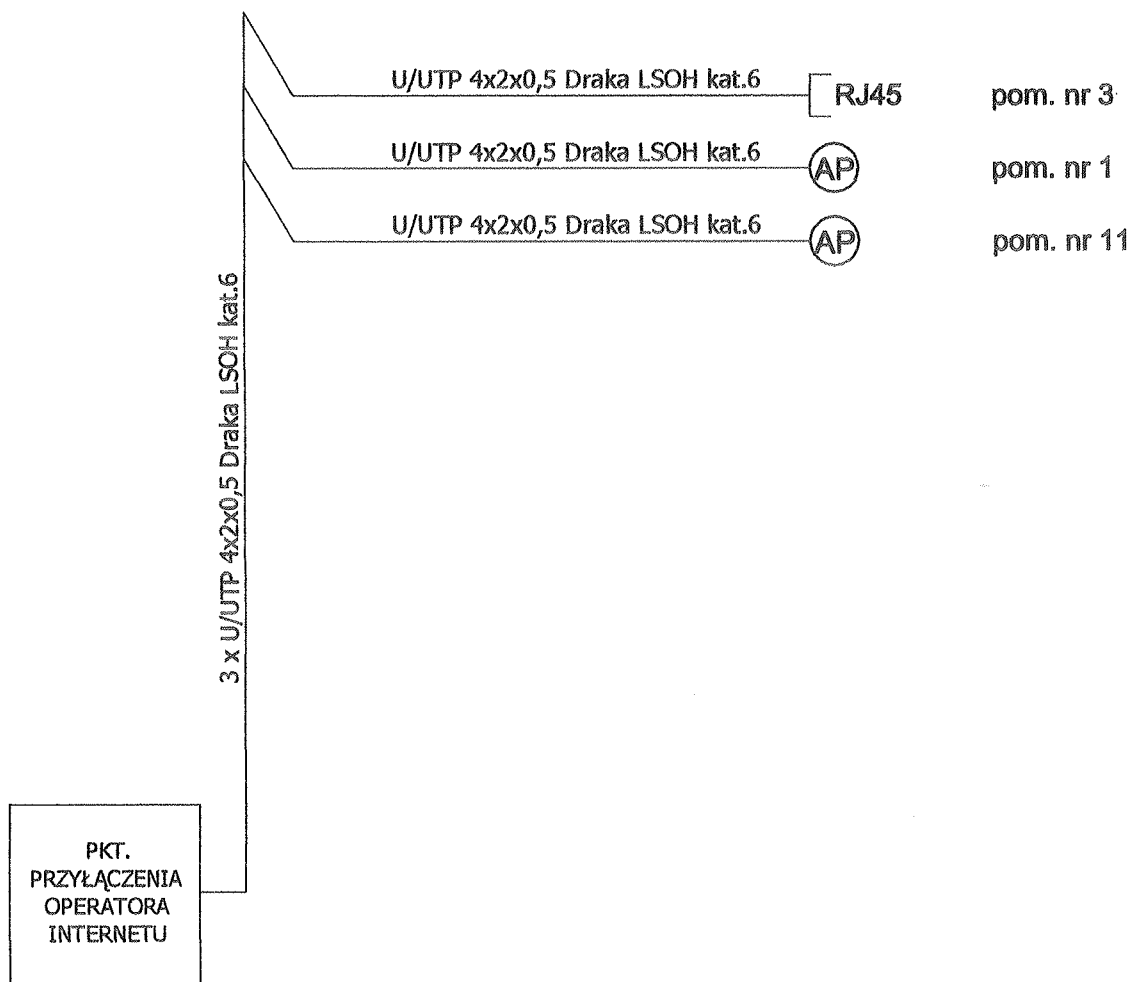 U/UTP 4x2x0,5 Draka LSOH kat.6 RJ45 pom. nr 3
U/UTP 4x2x0,5 Draka LSOH kat.6 AP pom. nr 1
U/UTP 4x2x0,5 Draka LSOH kat.6 AP pom. nr 11
3 x U/UTP 4x2x0,5 Draka LSOH kat.6
PKT.
PRZYŁĄCZENIA
OPERATORA
INTERNETU